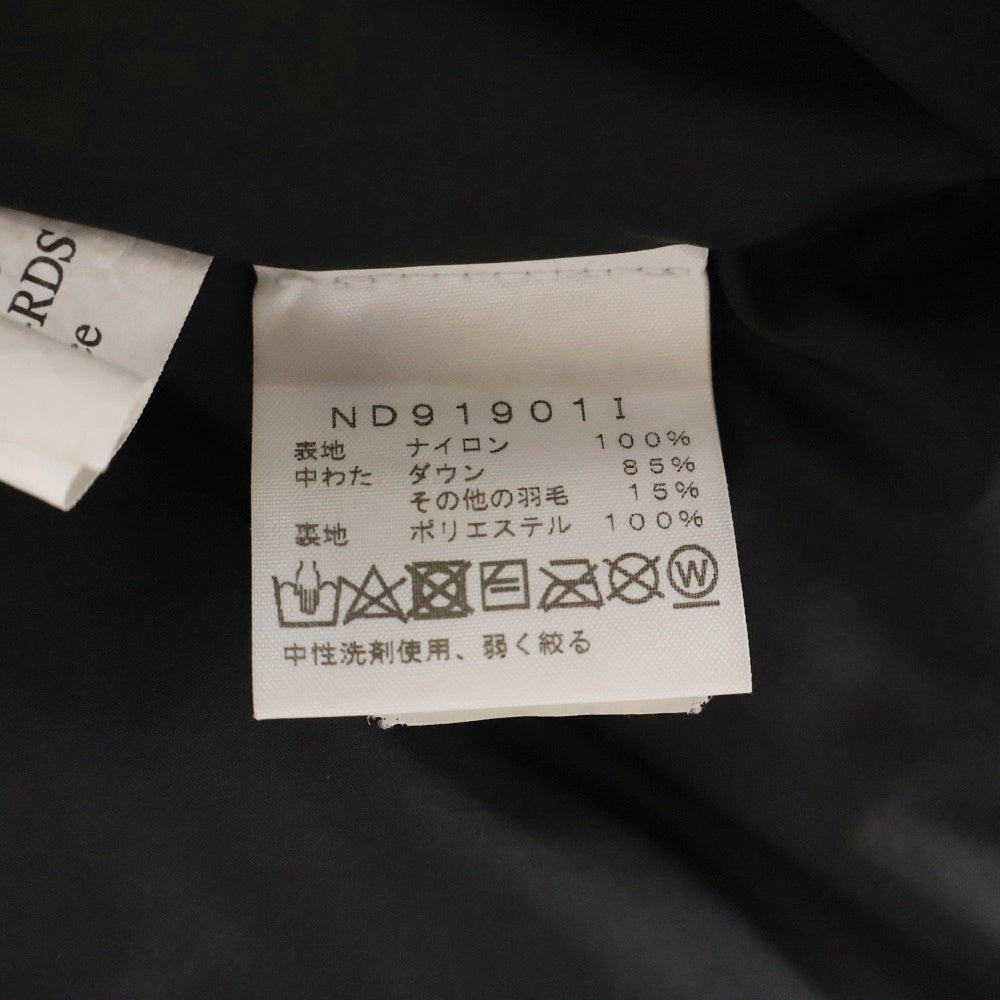 RDS
e
ND91901I
表地 ナイロン 100%
中わた ダウン 85%
その他の羽毛 15%
裏地 ポリエステル 100%
W
中性洗剤使用、弱く絞る